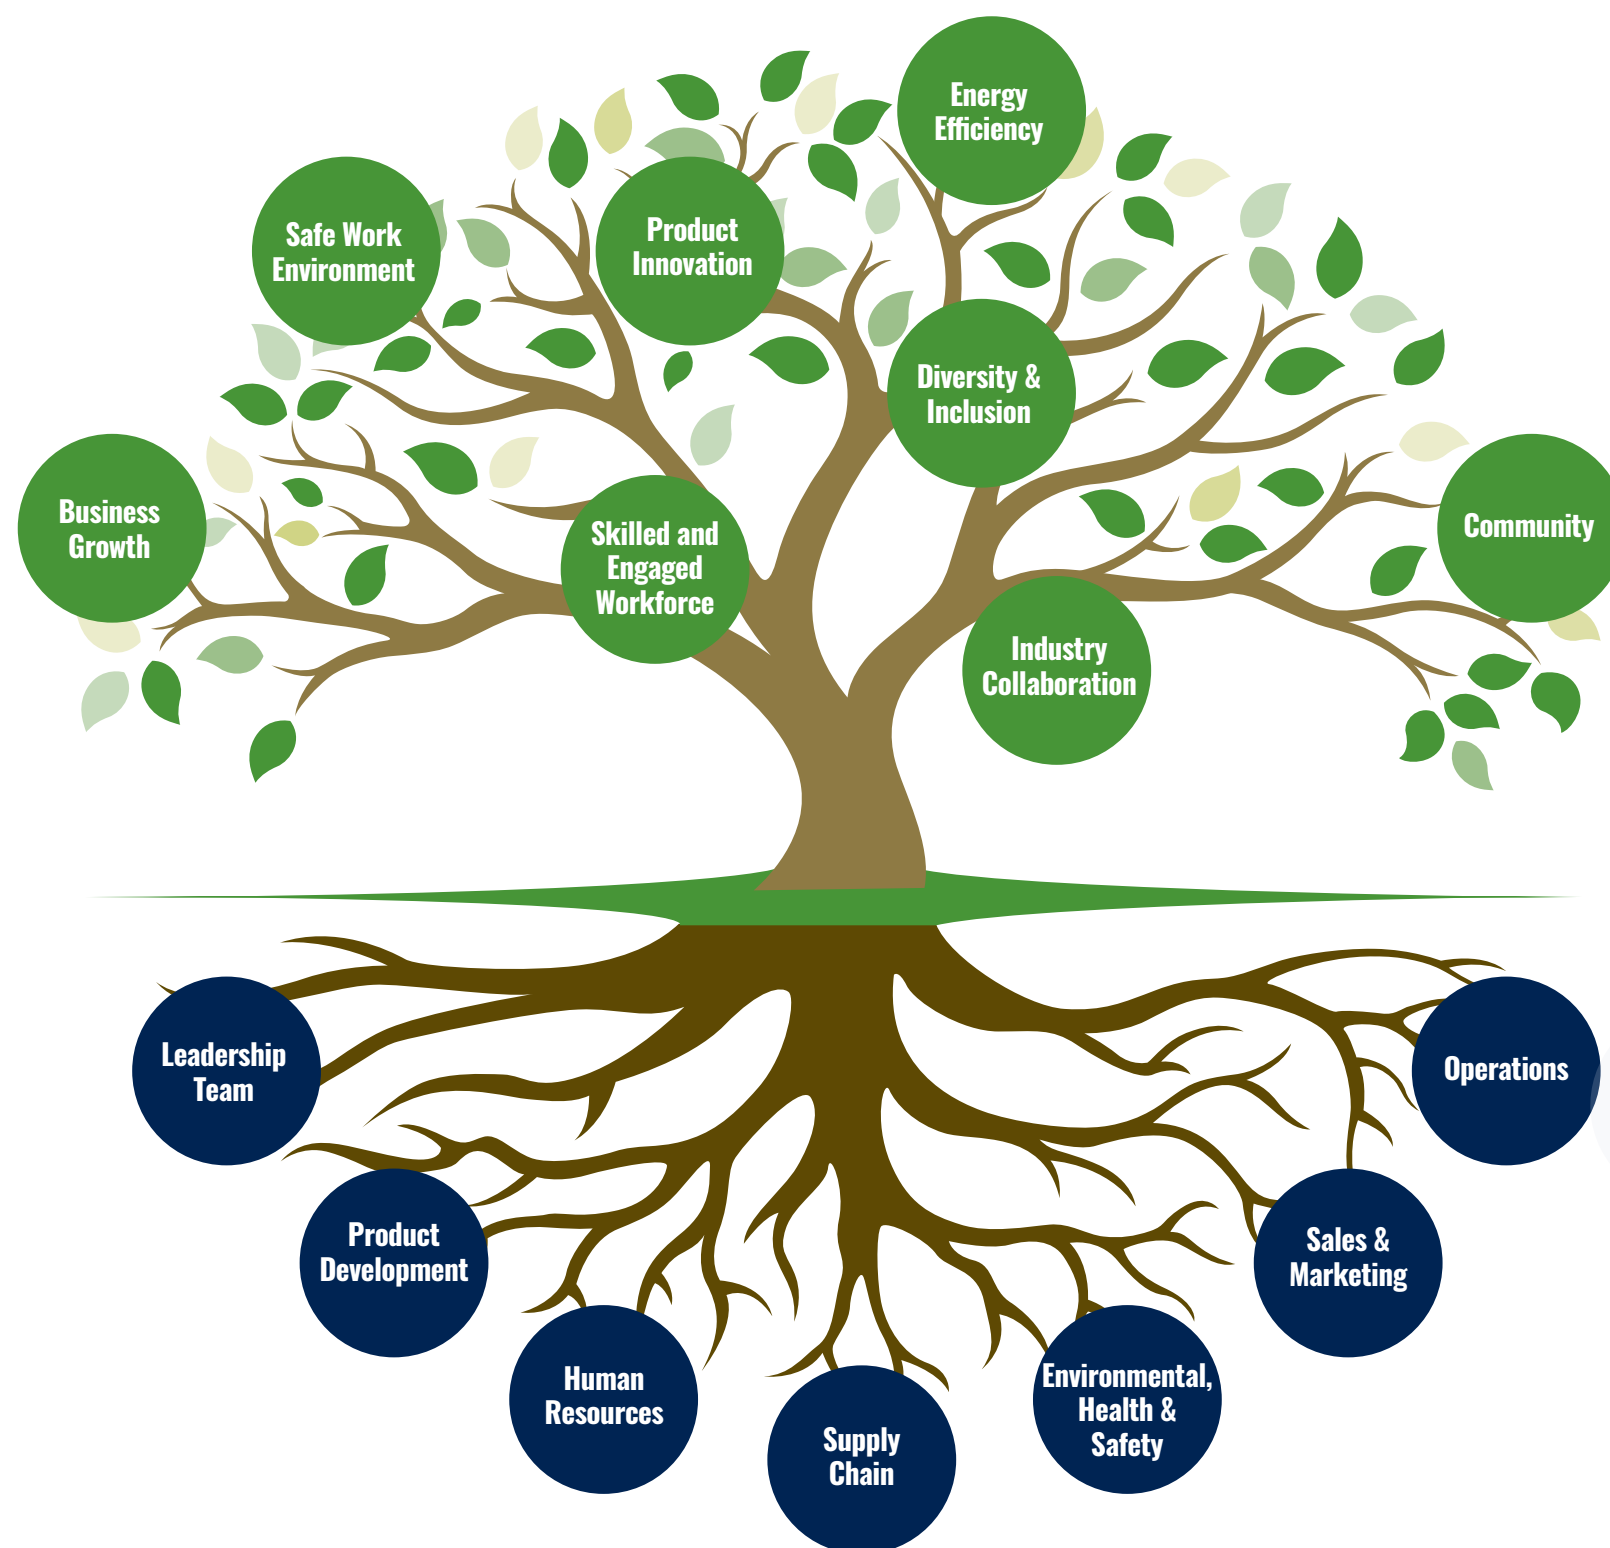 Energy
Efficiency
Safe Work
Environment
Product
Innovation
Diversity &
Inclusion
Business
Growth
Skilled and
Engaged
Workforce
Community
Industry
Collaboration
Leadership
Team
Operations
Product
Development
Sales &
Marketing
Human
Resources
Environmental,
Health &
Safety
Supply
Chain